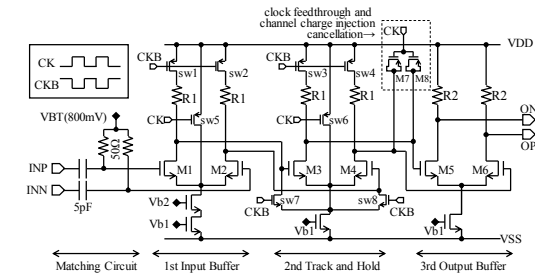 clock feedthrough and
channel charge injection
cancellation→
CK
VDD
CK
CKB
CKB
sw1
sw2
CKB
sw3
sw4
M7
M8
R1
R1
R1
R1
R2
R2
VBT(800mV)
CK
sw5
CK
sw6
ON
OP
50Ω
INP
INN
M1
M2
M3
M4
M5
M6
5pF
Vb2
CKB
sw7
sw8
CKB
Vb1
Vb1
Vb1
VSS
Matching Circuit
1st Input Buffer
2nd Track and Hold
3rd Output Buffer